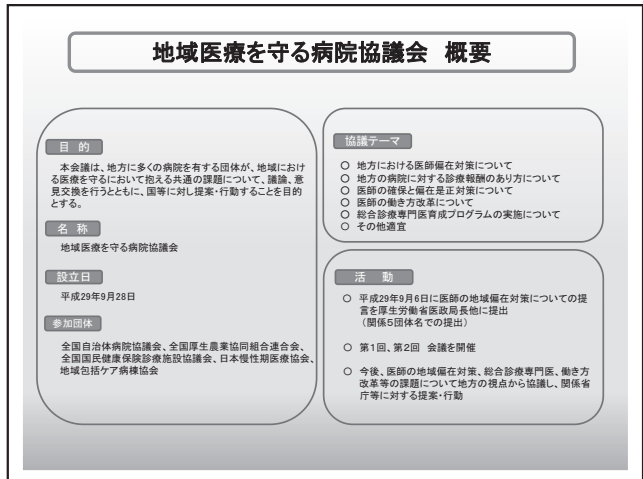 地域医療を守る病院協議会 概要
目 的
本会議は、地方に多くの病院を有する団体が、地域におけ
る医療を守るにおいて抱える共通の課題について、議論、意
見交換を行うとともに、国等に対し提案・行動することを目的
とする。
名 称
地域医療を守る病院協議会
設立日
平成29年9月28日
参加団体
全国自治体病院協議会、全国厚生農業協同組合連合会、
全国国民健康保険診療施設協議会、日本慢性期医療協会、
地域包括ケア病棟協会
協議テーマ
○ 地方における医師偏在対策について
○ 地方の病院に対する診療報酬のあり方について
○ 医師の確保と偏在是正対策について
○ 医師の働き方改革について
○ 総合診療専門医育成プログラムの実施について
○ その他適宜
活 動
○ 平成29年9月6日に医師の地域偏在対策についての提
言を厚生労働省医政局長他に提出
（関係5団体名での提出）
○ 第1回、第2回 会議を開催
○ 今後、医師の地域偏在対策、総合診療専門医、働き方
改革等の課題について地方の視点から協議し、関係省
庁等に対する提案・行動